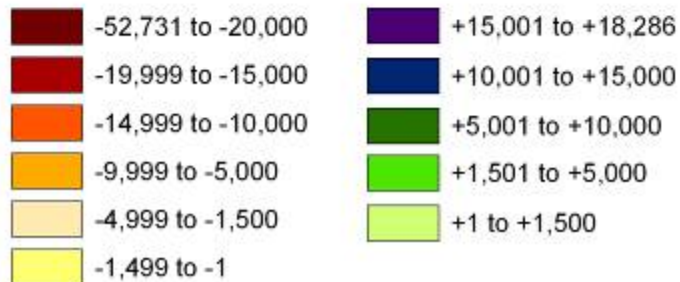 -52,731 to -20,000
-19,999 to -15,000
-14,999 to -10,000
-9,999 to -5,000
-4,999 to -1,500
-1,499 to -1
+15,001 to +18,286
+10,001 to +15,000
+5,001 to +10,000
+1,501 to +5,000
+1 to +1,500